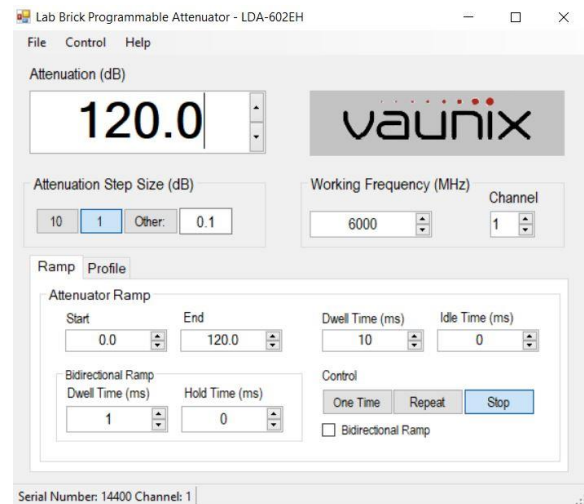 Lab Brick Programmable Attenuator - LDA-602EH
File Control Help
Attenuation (dB)
120.0
vaunix
Attenuation Step Size (dB)
10 1 Other: 0.1
Working Frequency (MHz)
Channel
6000 1
Ramp Profile
Attenuator Ramp
Start End Dwell Time (ms) Idle Time (ms)
0.0 120.0 10 0
Bidirectional Ramp
Dwell Time (ms) Hold Time (ms)
1 0
Control
One Time Repeat Stop
Bidirectional Ramp
Serial Number: 14400 Channel: 1